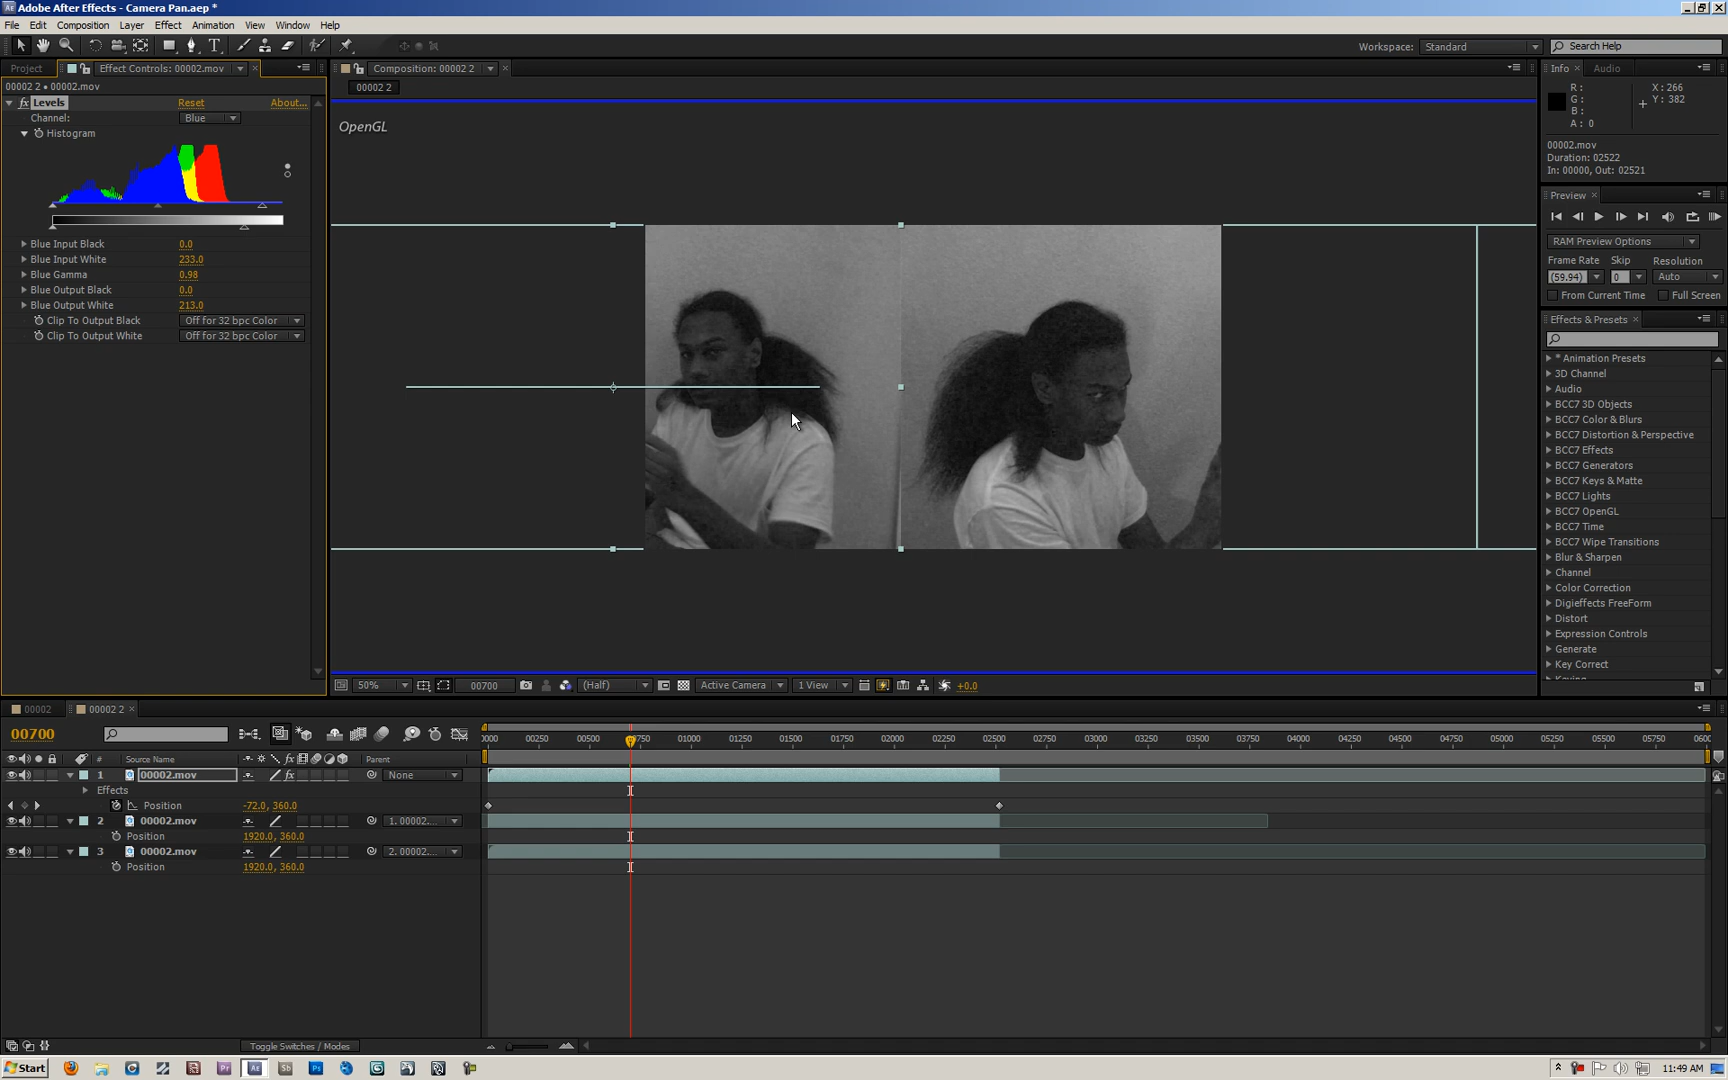 Adobe After Effects - Camera Pan.aep *
File Edit Composition Layer Effect Animation View Window Help
Workspace: Standard Search Help
Project Effect Controls: 00002.mov
00002 2 • 00002.mov
fx Levels Reset About...
Channel: Blue
Histogram
Blue Input Black 0.0
Blue Input White 233.0
Blue Gamma 0.98
Blue Output Black 0.0
Blue Output White 213.0
Clip To Output Black Off for 32 bpc Color
Clip To Output White Off for 32 bpc Color
Composition: 00002 2
00002 2
OpenGL
50% 00700 (Half) Active Camera 1 View +0.0
Info Audio
R: X: 266
G: Y: 382
B:
A: 0
00002.mov
Duration: 02522
In: 00000, Out: 02521
Preview
RAM Preview Options
Frame Rate Skip Resolution
(59.94) 0 Auto
From Current Time Full Screen
Effects & Presets
* Animation Presets
3D Channel
Audio
BCC7 3D Objects
BCC7 Color & Blurs
BCC7 Distortion & Perspective
BCC7 Effects
BCC7 Generators
BCC7 Keys & Matte
BCC7 Lights
BCC7 OpenGL
BCC7 Time
BCC7 Wipe Transitions
Blur & Sharpen
Channel
Color Correction
Digieffects FreeForm
Distort
Expression Controls
Generate
Key Correct
00002 00002 2
00700
0000 00250 00500 00750 01000 01250 01500 01750 02000 02250 02500 02750 03000 03250 03500 03750 04000 04250 04500 04750 05000 05250 05500 05750 0600
# Source Name Parent
1 00002.mov fx None
Effects
Position -72.0, 360.0
2 00002.mov 1. 00002....
Position 1920.0, 360.0
3 00002.mov 2. 00002....
Position 1920.0, 360.0
Toggle Switches / Modes
Start Pr Ae Sb Ps 11:49 AM